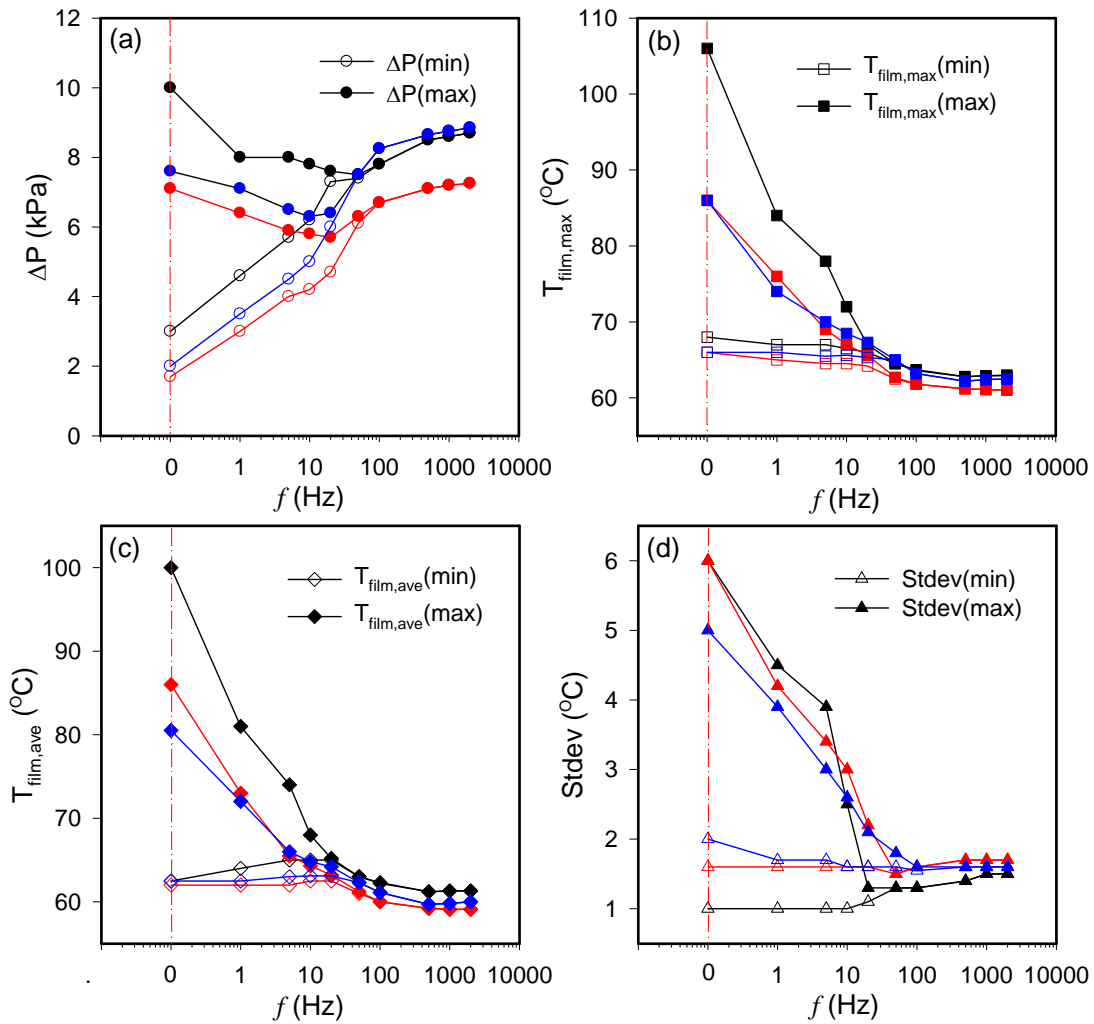 (a)
ΔP(min)
ΔP(max)
12
10
8
6
4
2
0
ΔP (kPa)
0 1 10 100 1000 10000
f (Hz)
(b)
T_film,max(min)
T_film,max(max)
110
100
90
80
70
60
T_film,max (°C)
0 1 10 100 1000 10000
f (Hz)
(c)
T_film,ave(min)
T_film,ave(max)
100
90
80
70
60
T_film,ave (°C)
0 1 10 100 1000 10000
f (Hz)
.
(d)
Stdev(min)
Stdev(max)
6
5
4
3
2
1
Stdev (°C)
0 1 10 100 1000 10000
f (Hz)